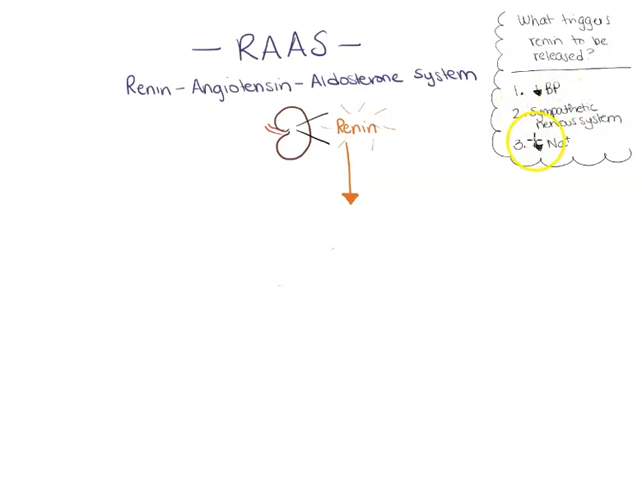 - RAAS -
Renin-Angiotensin-Aldosterone System
Renin
What triggers
renin to be
released?
1. ↓BP
2. Sympathetic
nervous system
3. ↓ Na+